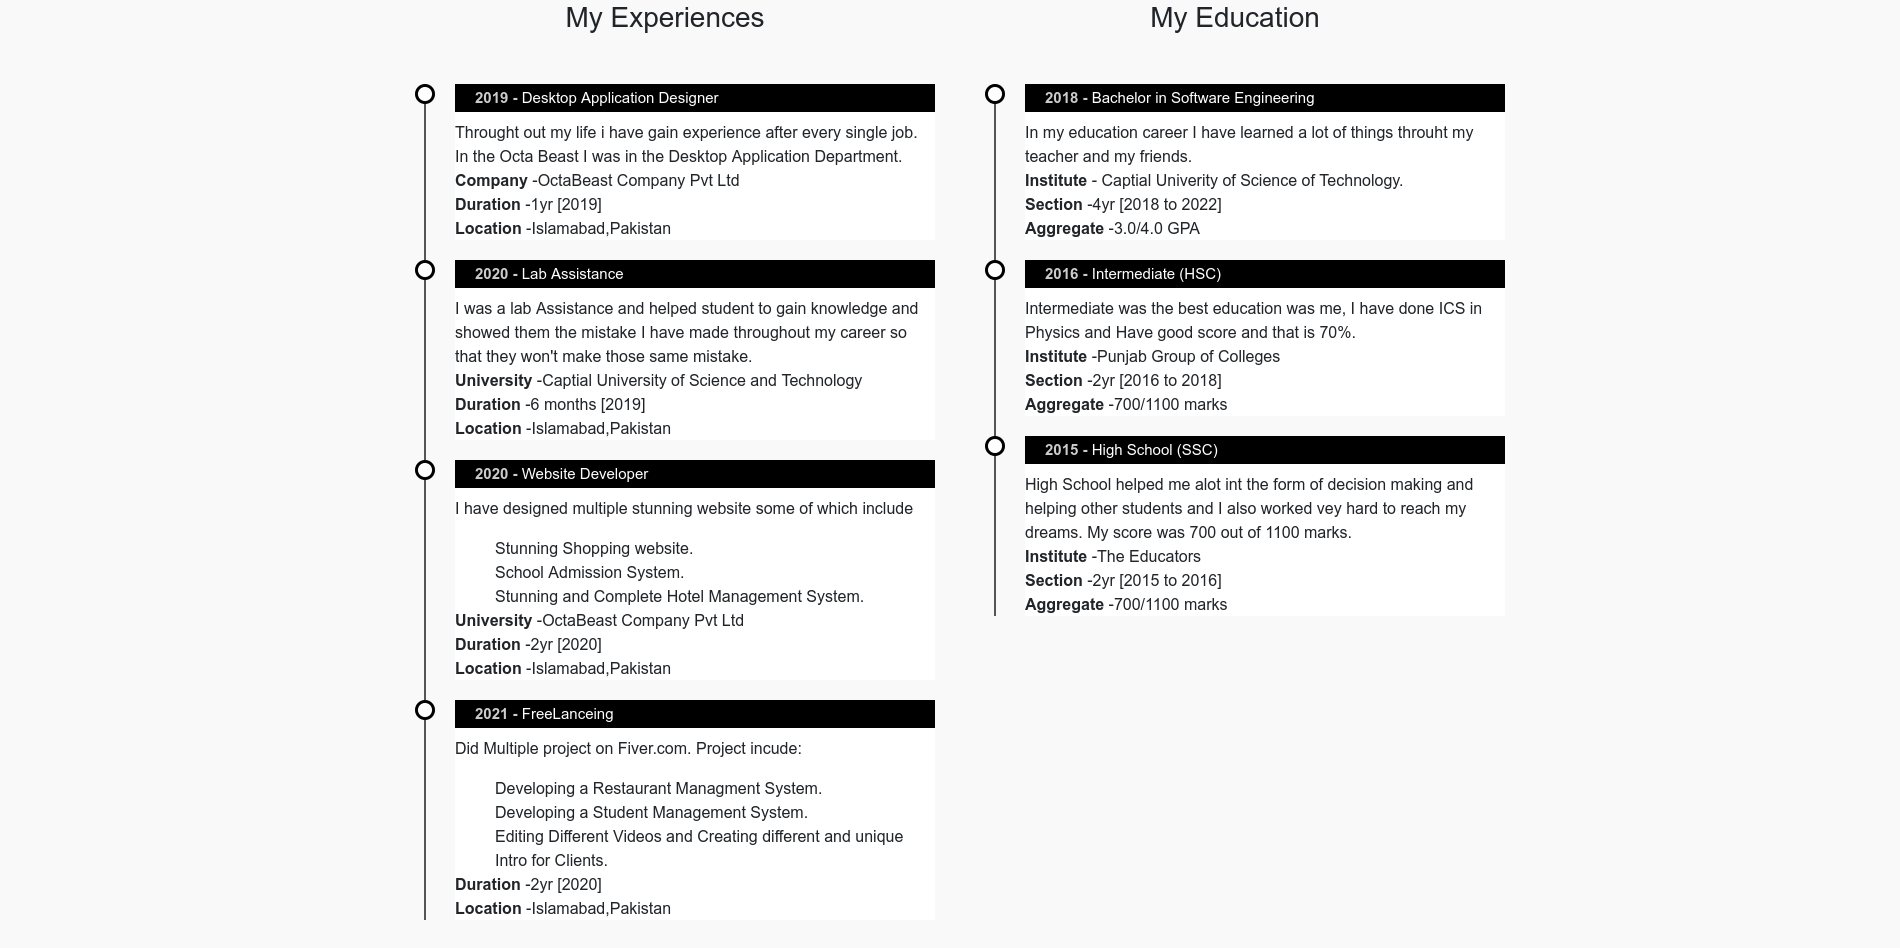 My Experiences
2019 - Desktop Application Designer
Throught out my life i have gain experience after every single job.
In the Octa Beast I was in the Desktop Application Department.
Company -OctaBeast Company Pvt Ltd
Duration -1yr [2019]
Location -Islamabad,Pakistan
2020 - Lab Assistance
I was a lab Assistance and helped student to gain knowledge and
showed them the mistake I have made throughout my career so
that they won't make those same mistake.
University -Captial University of Science and Technology
Duration -6 months [2019]
Location -Islamabad,Pakistan
2020 - Website Developer
I have designed multiple stunning website some of which include
Stunning Shopping website.
School Admission System.
Stunning and Complete Hotel Management System.
University -OctaBeast Company Pvt Ltd
Duration -2yr [2020]
Location -Islamabad,Pakistan
2021 - FreeLanceing
Did Multiple project on Fiver.com. Project incude:
Developing a Restaurant Managment System.
Developing a Student Management System.
Editing Different Videos and Creating different and unique
Intro for Clients.
Duration -2yr [2020]
Location -Islamabad,Pakistan
My Education
2018 - Bachelor in Software Engineering
In my education career I have learned a lot of things throuht my
teacher and my friends.
Institute - Captial Univerity of Science of Technology.
Section -4yr [2018 to 2022]
Aggregate -3.0/4.0 GPA
2016 - Intermediate (HSC)
Intermediate was the best education was me, I have done ICS in
Physics and Have good score and that is 70%.
Institute -Punjab Group of Colleges
Section -2yr [2016 to 2018]
Aggregate -700/1100 marks
2015 - High School (SSC)
High School helped me alot int the form of decision making and
helping other students and I also worked vey hard to reach my
dreams. My score was 700 out of 1100 marks.
Institute -The Educators
Section -2yr [2015 to 2016]
Aggregate -700/1100 marks